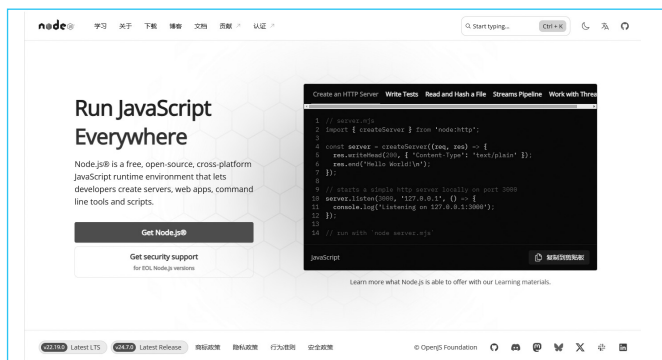 node
学习 关于 下载 博客 文档 贡献 认证
Start typing... Ctrl + K
Run JavaScript
Everywhere
Node.js® is a free, open-source, cross-platform
JavaScript runtime environment that lets
developers create servers, web apps, command
line tools and scripts.
Get Node.js®
Get security support
for EOL Node.js versions
Create an HTTP Server Write Tests Read and Hash a File Streams Pipeline Work with Threa
1 // server.mjs
2 import { createServer } from 'node:http';
3
4 const server = createServer((req, res) => {
5 res.writeHead(200, { 'Content-Type': 'text/plain' });
6 res.end('Hello World!\n');
7 });
8
9 // starts a simple http server locally on port 3000
10 server.listen(3000, '127.0.0.1', () => {
11 console.log('Listening on 127.0.0.1:3000');
12 });
13
14 // run with `node server.mjs`
JavaScript 复制到剪贴板
Learn more what Node.js is able to offer with our Learning materials.
v22.19.0 Latest LTS v24.7.0 Latest Release 商标政策 隐私政策 行为准则 安全政策 © OpenJS Foundation